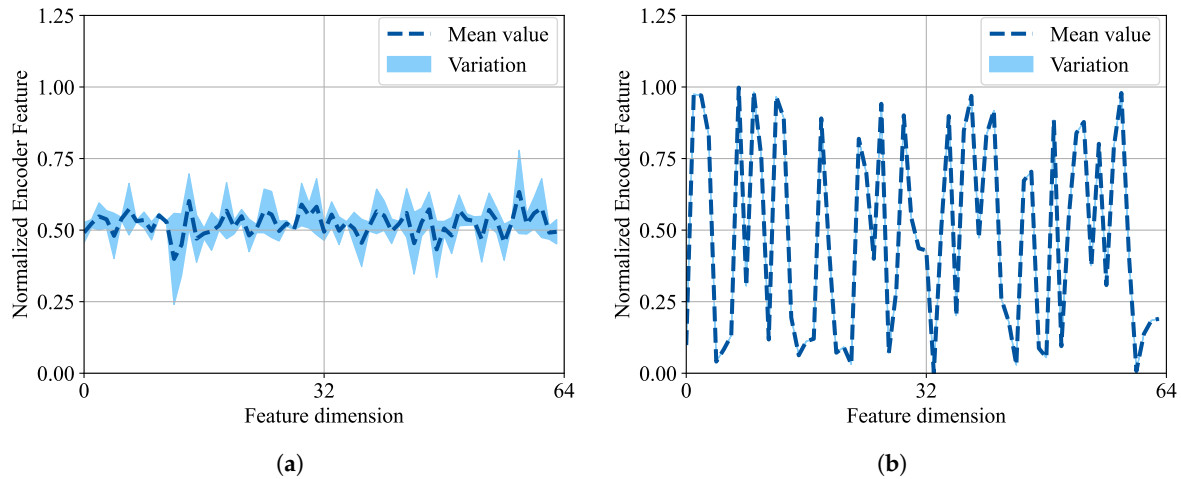 1.25
1.00
0.75
0.50
0.25
0.00
Normalized Encoder Feature
Mean value
Variation
0
32
64
Feature dimension
(a)
1.25
1.00
0.75
0.50
0.25
0.00
Normalized Encoder Feature
Mean value
Variation
0
32
64
Feature dimension
(b)